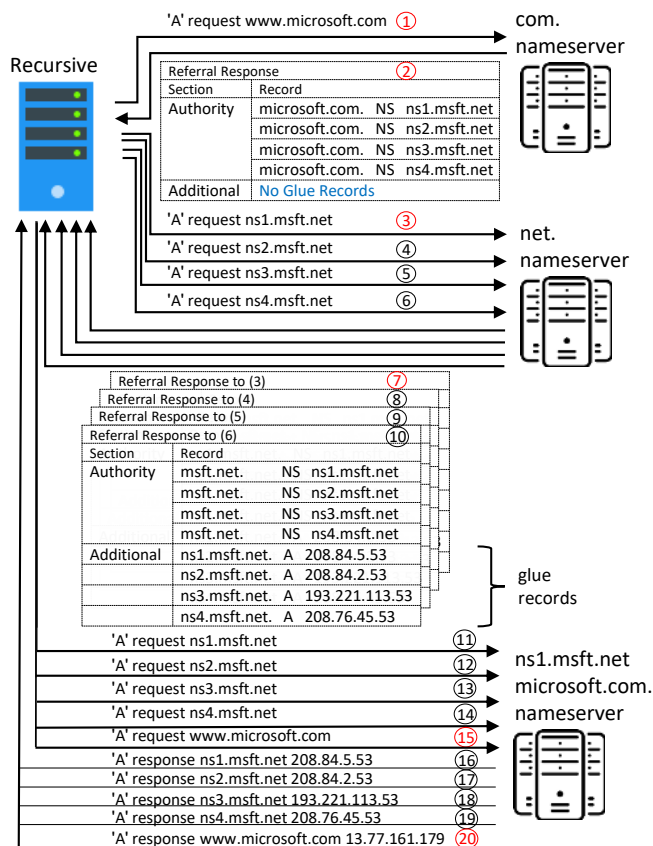 'A' request www.microsoft.com 1
com.
nameserver
Recursive
Referral Response 2
Section Record
Authority microsoft.com. NS ns1.msft.net
microsoft.com. NS ns2.msft.net
microsoft.com. NS ns3.msft.net
microsoft.com. NS ns4.msft.net
Additional No Glue Records
'A' request ns1.msft.net 3
'A' request ns2.msft.net 4
'A' request ns3.msft.net 5
'A' request ns4.msft.net 6
net.
nameserver
Referral Response to (3) 7
Referral Response to (4) 8
Referral Response to (5) 9
Referral Response to (6) 10
Section Record
Authority msft.net. NS ns1.msft.net
msft.net. NS ns2.msft.net
msft.net. NS ns3.msft.net
msft.net. NS ns4.msft.net
Additional ns1.msft.net. A 208.84.5.53
ns2.msft.net. A 208.84.2.53
ns3.msft.net. A 193.221.113.53
ns4.msft.net. A 208.76.45.53
glue
records
'A' request ns1.msft.net 11
'A' request ns2.msft.net 12
'A' request ns3.msft.net 13
'A' request ns4.msft.net 14
'A' request www.microsoft.com 15
ns1.msft.net
microsoft.com.
nameserver
'A' response ns1.msft.net 208.84.5.53 16
'A' response ns2.msft.net 208.84.2.53 17
'A' response ns3.msft.net 193.221.113.53 18
'A' response ns4.msft.net 208.76.45.53 19
'A' response www.microsoft.com 13.77.161.179 20